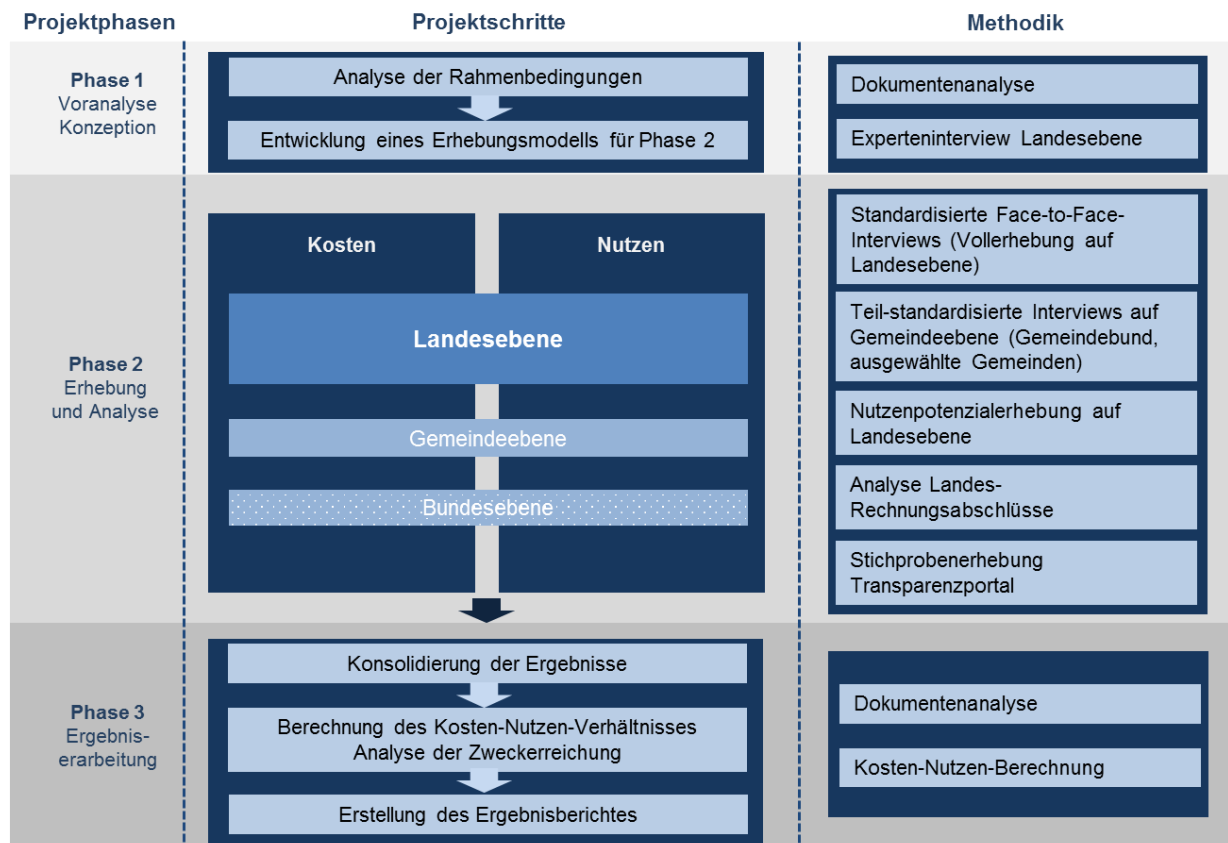 Projektphasen
Projektschritte
Methodik
Phase 1
Voranalyse
Konzeption
Analyse der Rahmenbedingungen
Entwicklung eines Erhebungsmodells für Phase 2
Dokumentenanalyse
Experteninterview Landesebene
Phase 2
Erhebung
und Analyse
Kosten
Nutzen
Landesebene
Gemeindeebene
Bundesebene
Standardisierte Face-to-Face-
Interviews (Vollerhebung auf
Landesebene)
Teil-standardisierte Interviews auf
Gemeindeebene (Gemeindebund,
ausgewählte Gemeinden)
Nutzenpotenzialerhebung auf
Landesebene
Analyse Landes-
Rechnungsabschlüsse
Stichprobenerhebung
Transparenzportal
Phase 3
Ergebnis-
erarbeitung
Konsolidierung der Ergebnisse
Berechnung des Kosten-Nutzen-Verhältnisses
Analyse der Zweckerreichung
Erstellung des Ergebnisberichtes
Dokumentenanalyse
Kosten-Nutzen-Berechnung